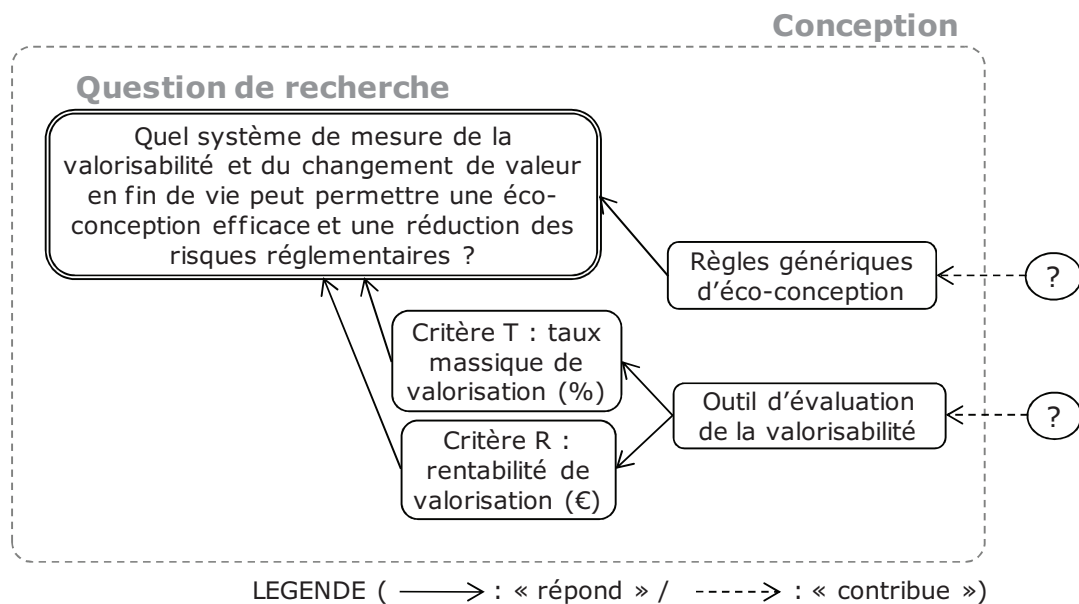 Conception
Question de recherche
Quel système de mesure de la
valorisabilité et du changement de valeur
en fin de vie peut permettre une éco-
conception efficace et une réduction des
risques réglementaires ?
Règles génériques
d'éco-conception
?
Critère T : taux
massique de
valorisation (%)
Outil d'évaluation
de la valorisabilité
?
Critère R :
rentabilité de
valorisation (€)
LEGENDE ( : « répond » / : « contribue »)